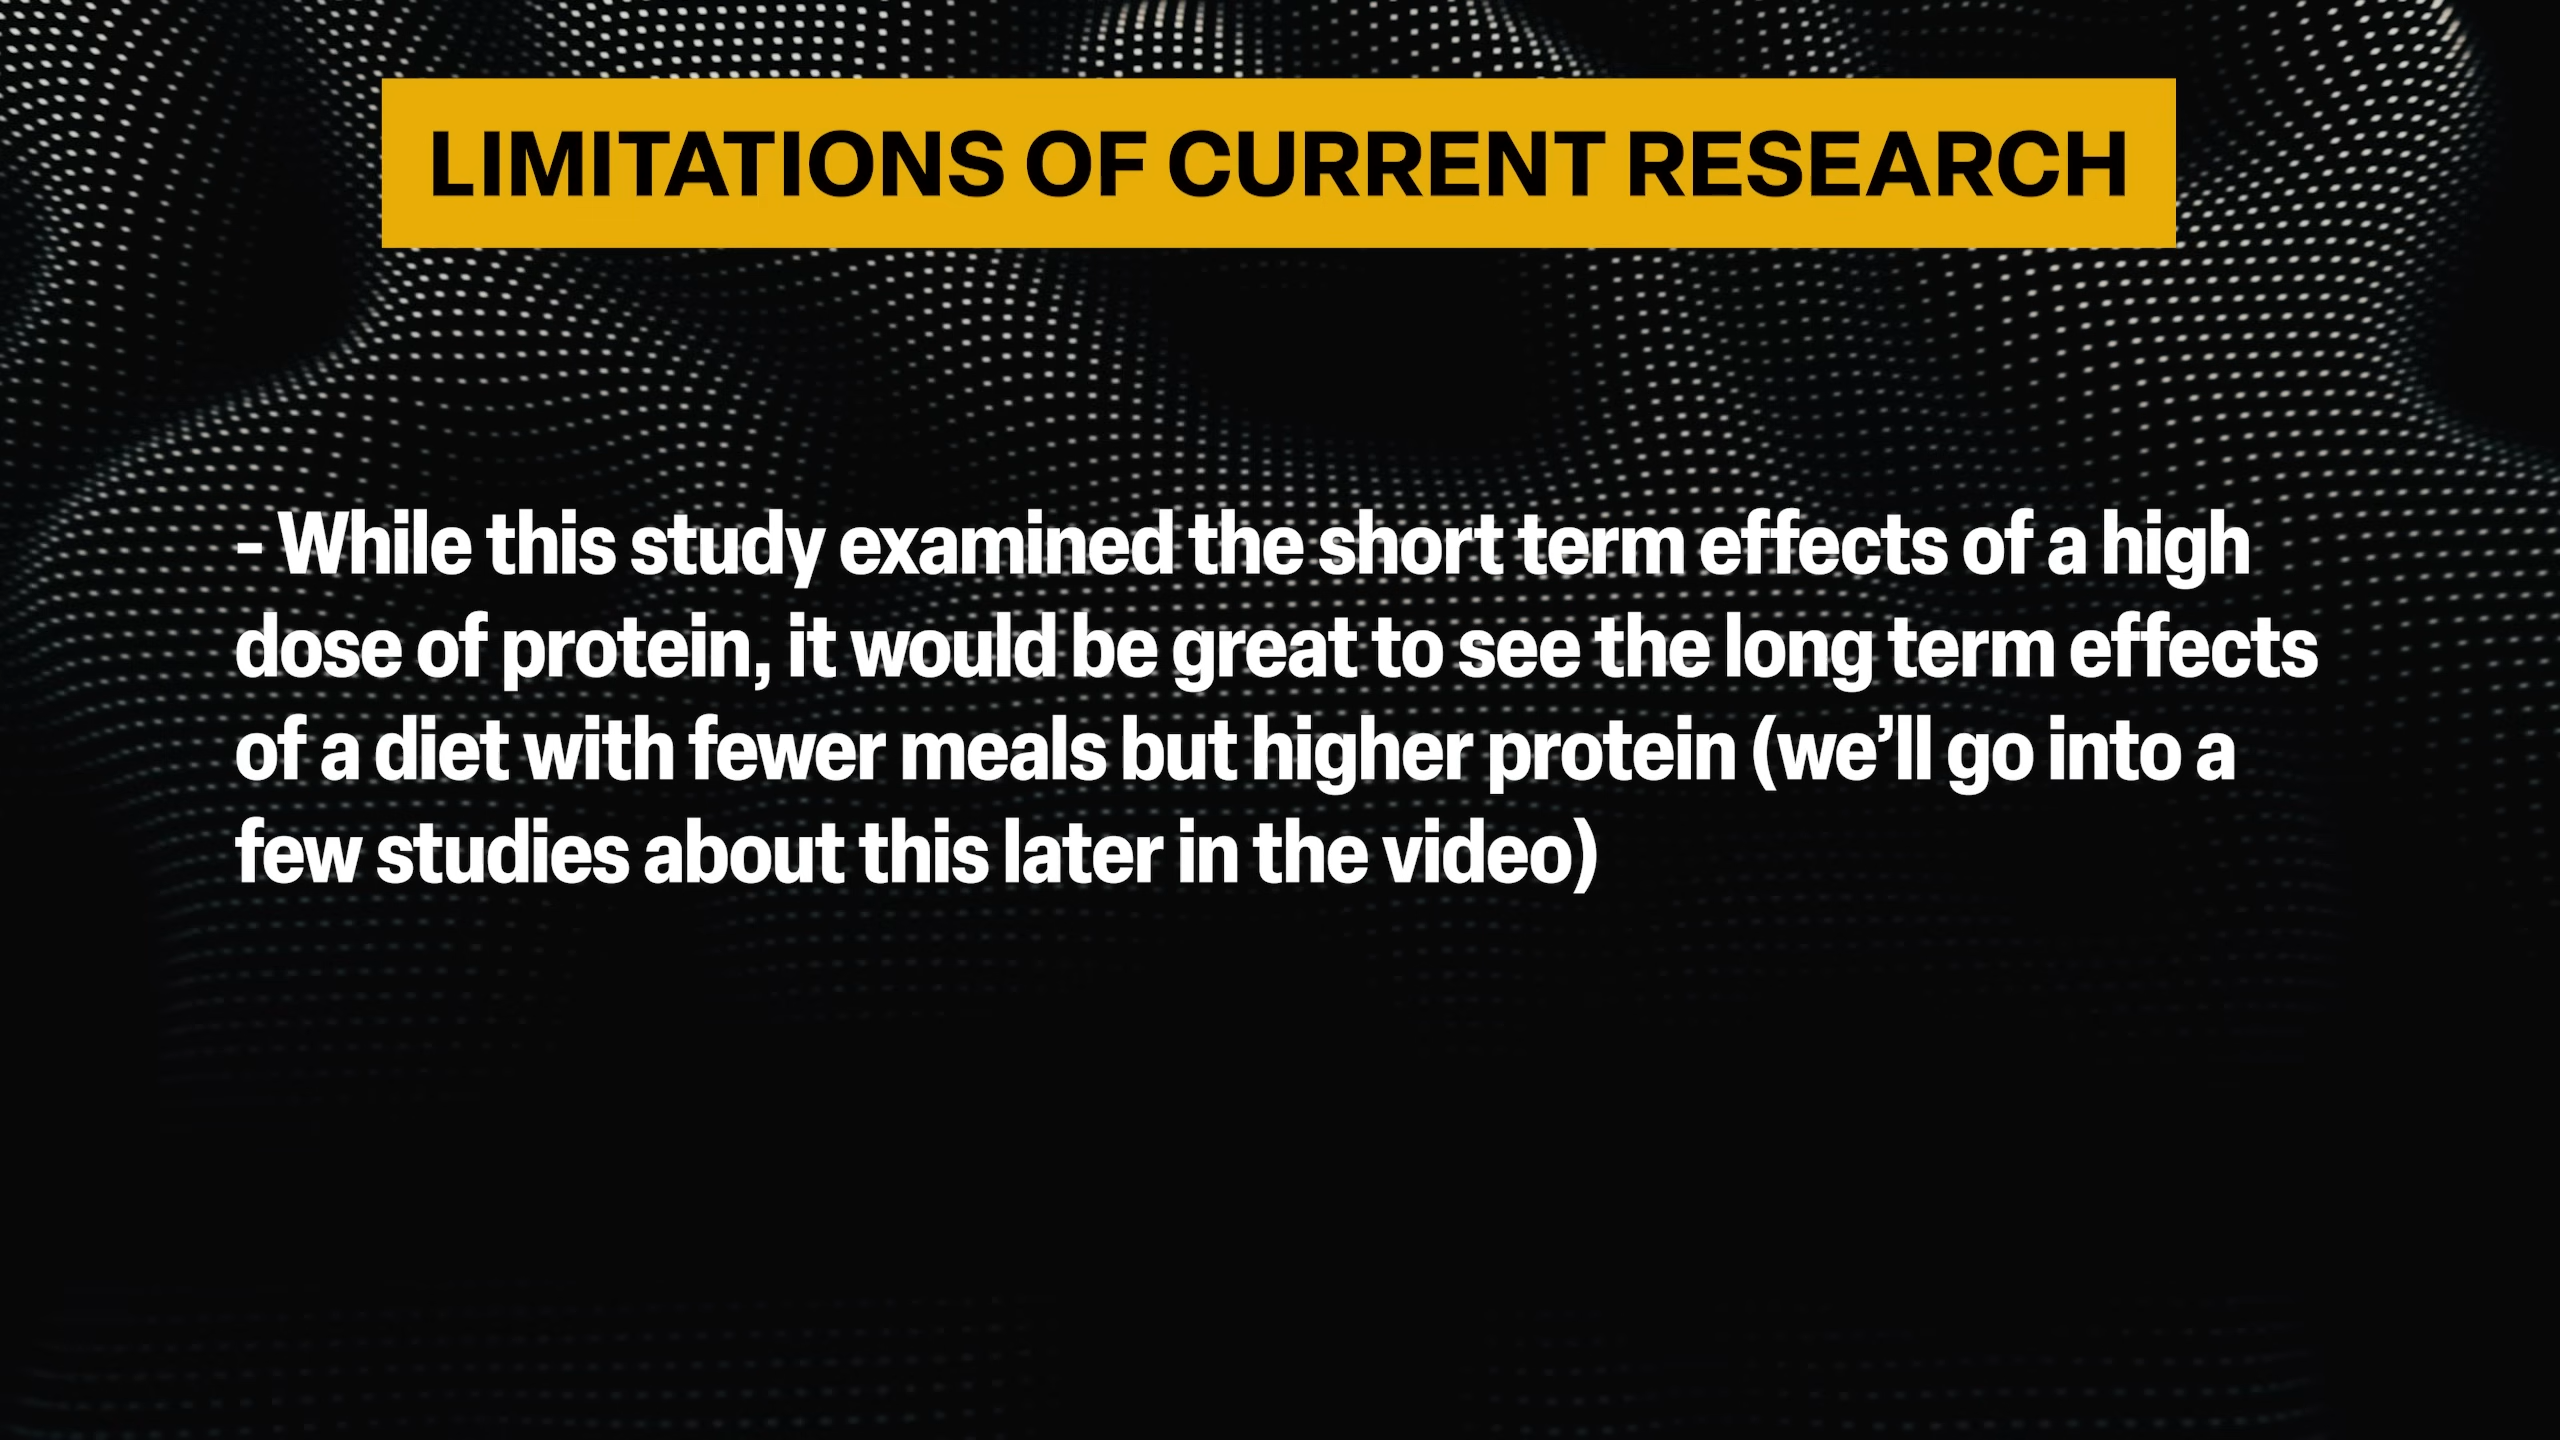 LIMITATIONS OF CURRENT RESEARCH
- While this study examined the short term effects of a high
dose of protein, it would be great to see the long term effects
of a diet with fewer meals but higher protein (we’ll go into a
few studies about this later in the video)